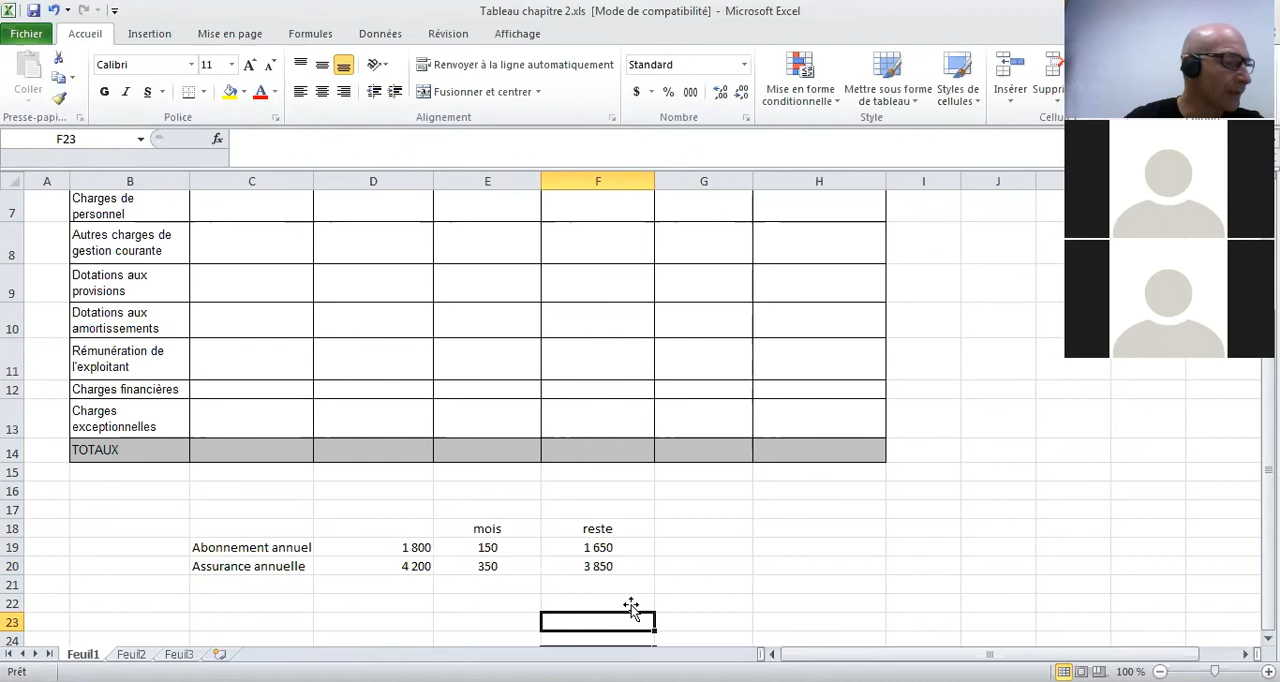 Tableau chapitre 2.xls [Mode de compatibilité] - Microsoft Excel
Fichier Accueil Insertion Mise en page Formules Données Révision Affichage
Coller
Calibri 11
G I S
Renvoyer à la ligne automatiquement
Fusionner et centrer
Standard
$ % 000
Mise en forme conditionnelle
Mettre sous forme de tableau
Styles de cellules
Insérer
Presse-papi... Police Alignement Nombre Style
F23 fx
A B C D E F G H I J
7 Charges de
personnel
8 Autres charges de
gestion courante
9 Dotations aux
provisions
10 Dotations aux
amortissements
11 Rémunération de
l'exploitant
12 Charges financières
13 Charges
exceptionnelles
14 TOTAUX
15
16
17
18 mois reste
19 Abonnement annuel 1 800 150 1 650
20 Assurance annuelle 4 200 350 3 850
21
22
23
24
Feuil1 Feuil2 Feuil3
Prêt 100 %